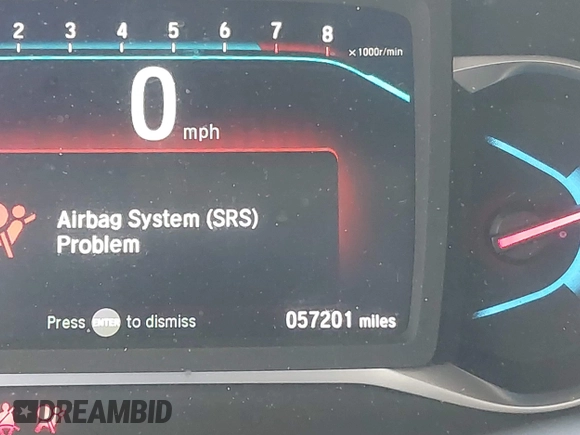 2 3 4 5 6 7 8 x1000r/min
0 mph
Airbag System (SRS)
Problem
Press ENTER to dismiss
057201 miles
DREAMBID